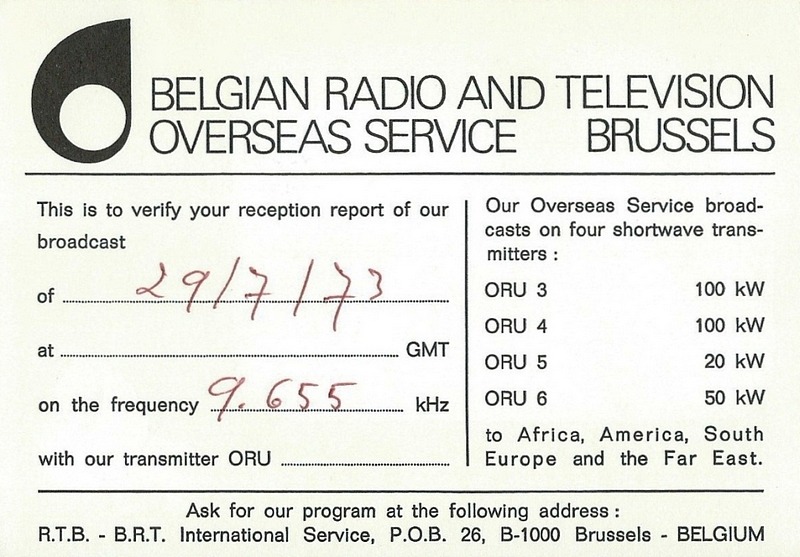 BELGIAN RADIO AND TELEVISION
OVERSEAS SERVICE BRUSSELS
This is to verify your reception report of our
broadcast
of 29/7/73
at GMT
on the frequency 9.655 kHz
with our transmitter ORU
Our Overseas Service broad-
casts on four shortwave trans-
mitters :
ORU 3 100 kW
ORU 4 100 kW
ORU 5 20 kW
ORU 6 50 kW
to Africa, America, South
Europe and the Far East.
Ask for our program at the following address :
R.T.B. - B.R.T. International Service, P.O.B. 26, B-1000 Brussels - BELGIUM